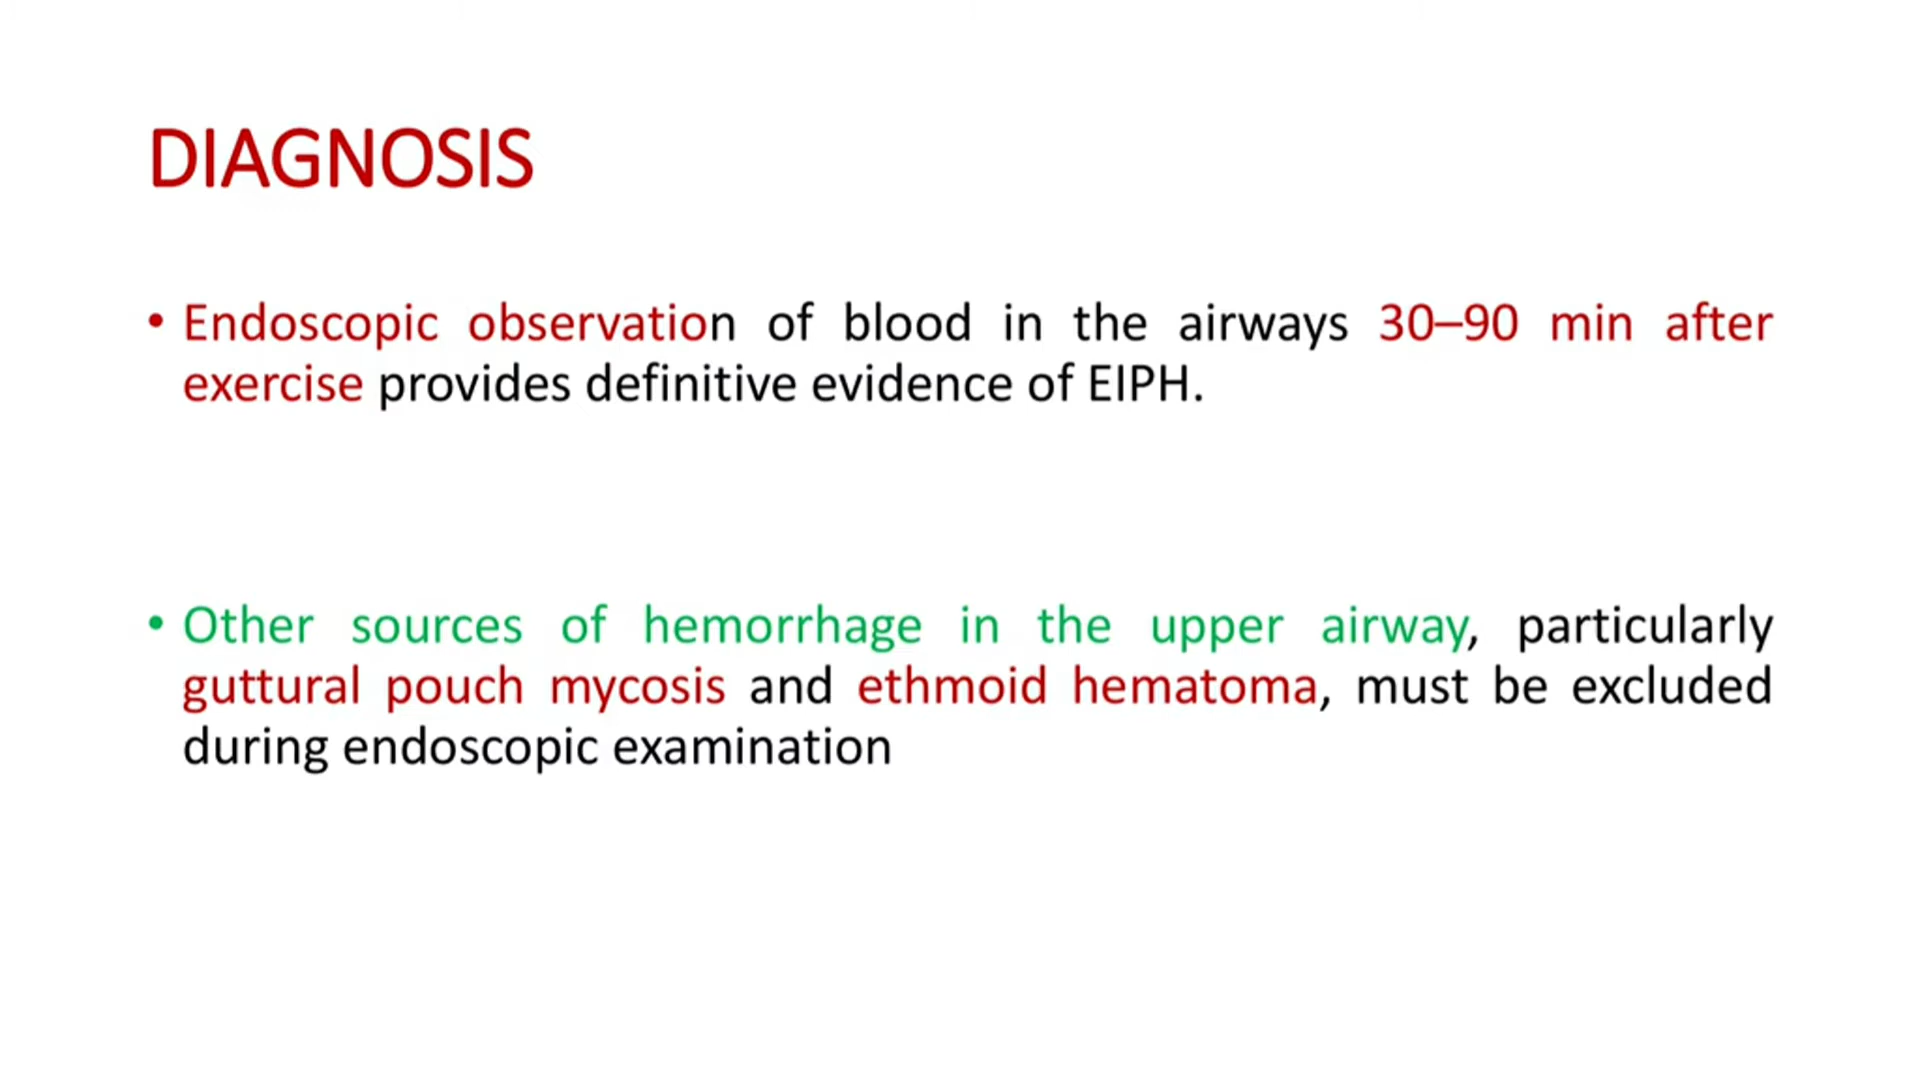 DIAGNOSIS
• Endoscopic observation of blood in the airways 30–90 min after
exercise provides definitive evidence of EIPH.
• Other sources of hemorrhage in the upper airway, particularly
guttural pouch mycosis and ethmoid hematoma, must be excluded
during endoscopic examination